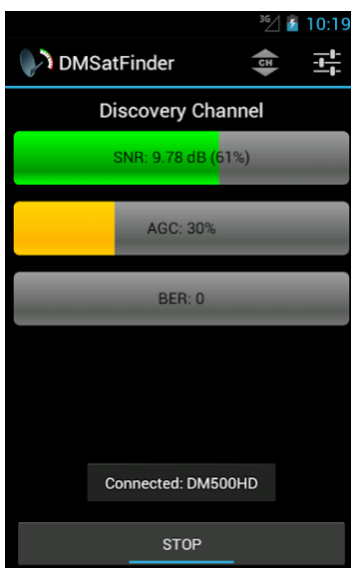 3G 10:19
DMSatFinder CH
Discovery Channel
SNR: 9.78 dB (61%)
AGC: 30%
BER: 0
Connected: DM500HD
STOP